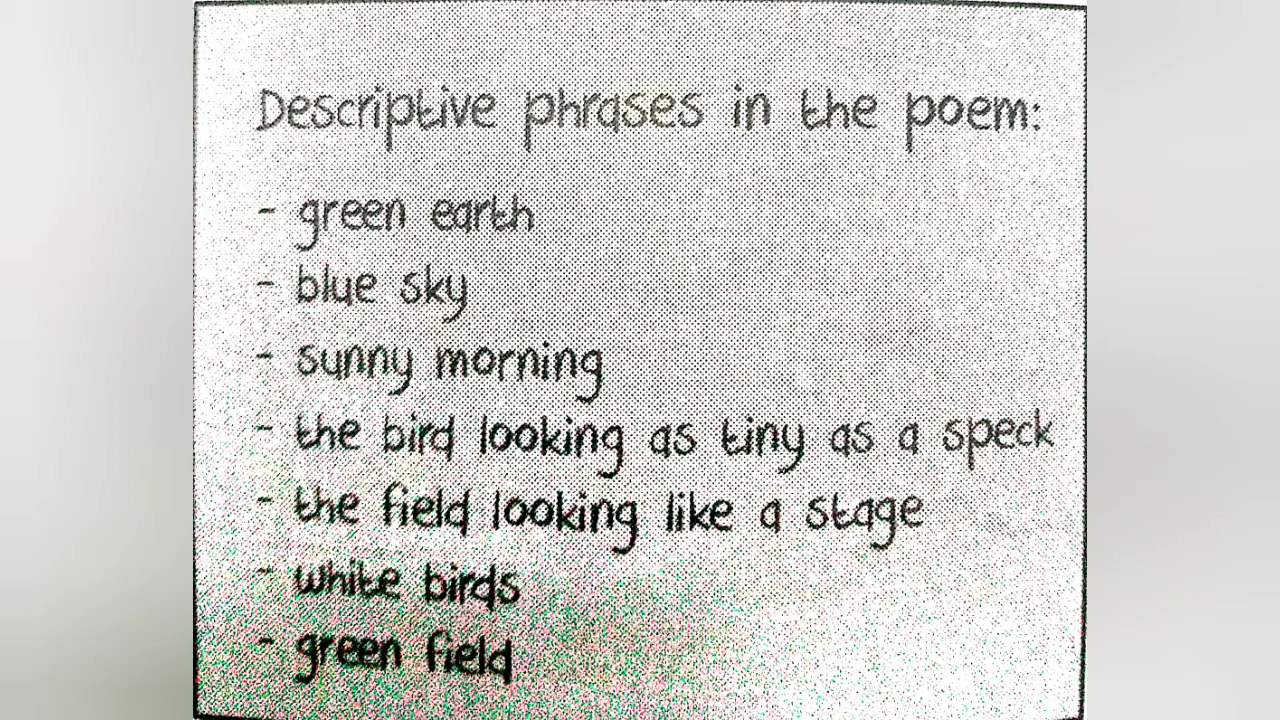 Descriptive phrases in the poem:
- green earth
- blue sky
- sunny morning
- the bird looking as tiny as a speck
- the field looking like a stage
- white birds
- green field